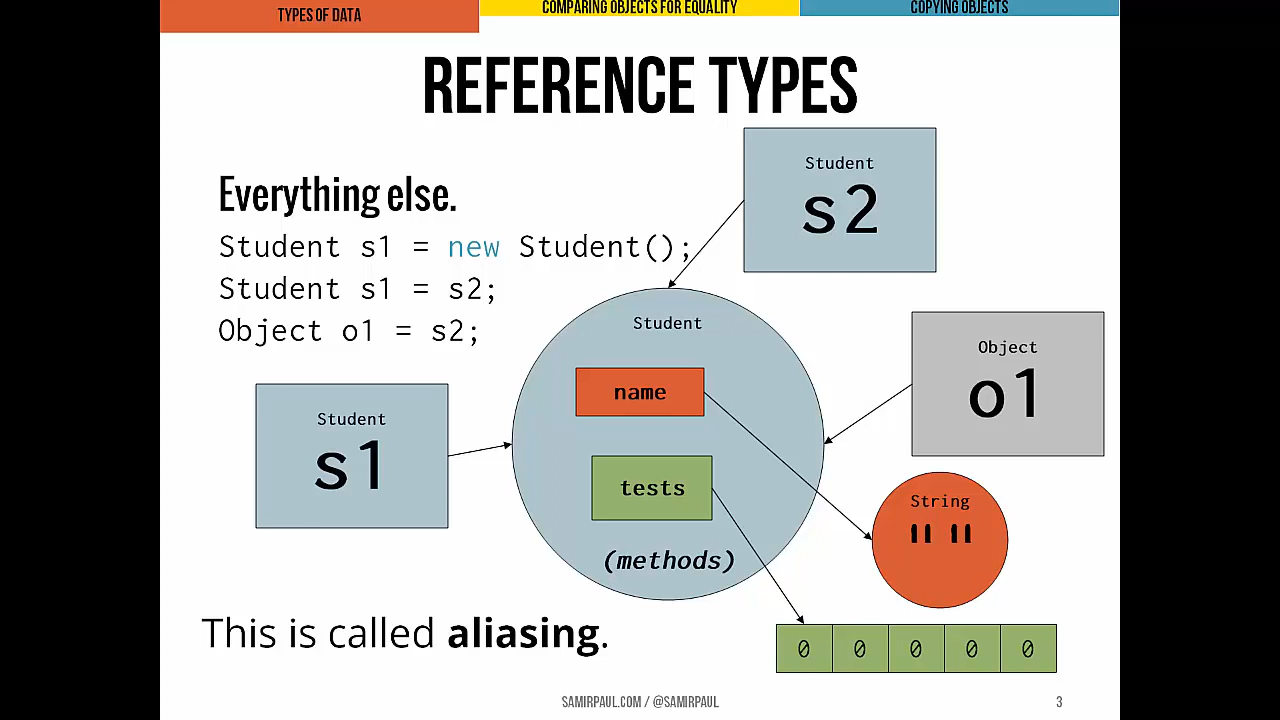 TYPES OF DATA
COMPARING OBJECTS FOR EQUALITY
COPYING OBJECTS
REFERENCE TYPES
Everything else.
Student s1 = new Student();
Student s1 = s2;
Object o1 = s2;
Student
s2
Student
name
tests
(methods)
Object
o1
Student
s1
String
" "
This is called aliasing.
0 0 0 0 0
SAMIRPAUL.COM / @SAMIRPAUL
3